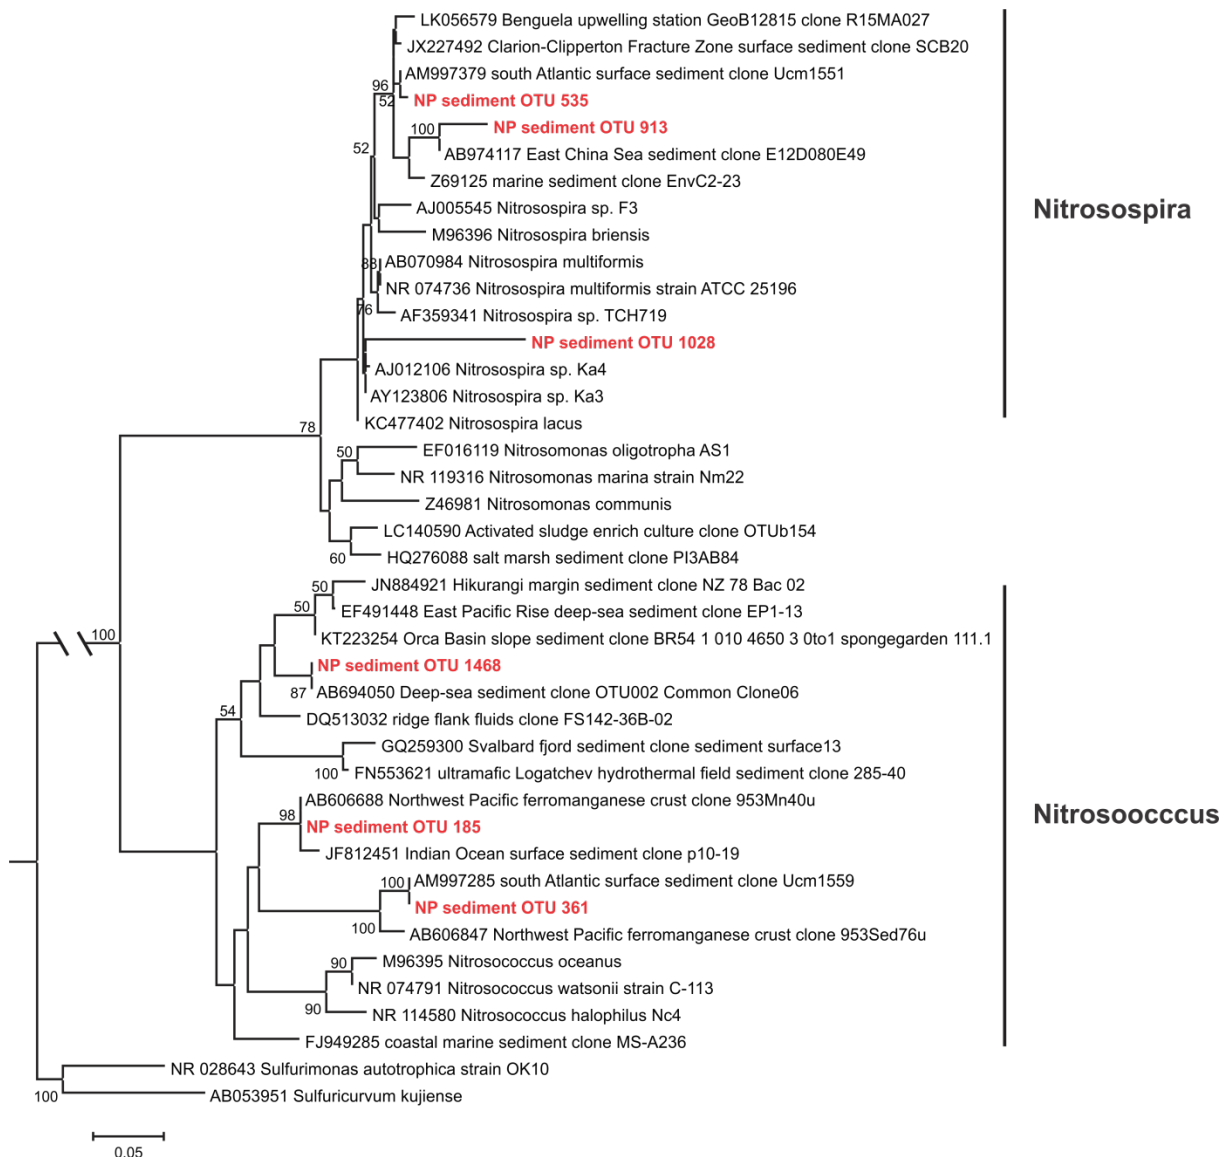 LK056579 Benguela upwelling station GeoB12815 clone R15MA027
JX227492 Clarion-Clipperton Fracture Zone surface sediment clone SCB20
AM997379 south Atlantic surface sediment clone Ucm1551
96
52
NP sediment OTU 535
100
NP sediment OTU 913
52
AB974117 East China Sea sediment clone E12D080E49
Z69125 marine sediment clone EnvC2-23
Nitrosospira
AJ005545 Nitrosospira sp. F3
M96396 Nitrosospira briensis
88
AB070984 Nitrosospira multiformis
NR 074736 Nitrosospira multiformis strain ATCC 25196
76
AF359341 Nitrosospira sp. TCH719
NP sediment OTU 1028
AJ012106 Nitrosospira sp. Ka4
AY123806 Nitrosospira sp. Ka3
78
KC477402 Nitrosospira lacus
50
EF016119 Nitrosomonas oligotropha AS1
NR 119316 Nitrosomonas marina strain Nm22
Z46981 Nitrosomonas communis
LC140590 Activated sludge enrich culture clone OTUb154
60
HQ276088 salt marsh sediment clone PI3AB84
50
JN884921 Hikurangi margin sediment clone NZ 78 Bac 02
50
EF491448 East Pacific Rise deep-sea sediment clone EP1-13
100
KT223254 Orca Basin slope sediment clone BR54 1 010 4650 3 0to1 spongegarden 111.1
NP sediment OTU 1468
87
AB694050 Deep-sea sediment clone OTU002 Common Clone06
54
DQ513032 ridge flank fluids clone FS142-36B-02
GQ259300 Svalbard fjord sediment clone sediment surface13
100
FN553621 ultramafic Logatchev hydrothermal field sediment clone 285-40
AB606688 Northwest Pacific ferromanganese crust clone 953Mn40u
98
NP sediment OTU 185
Nitrosoocccus
JF812451 Indian Ocean surface sediment clone p10-19
100
AM997285 south Atlantic surface sediment clone Ucm1559
NP sediment OTU 361
100
AB606847 Northwest Pacific ferromanganese crust clone 953Sed76u
90
M96395 Nitrosococcus oceanus
NR 074791 Nitrosococcus watsonii strain C-113
90
NR 114580 Nitrosococcus halophilus Nc4
FJ949285 coastal marine sediment clone MS-A236
NR 028643 Sulfurimonas autotrophica strain OK10
100
AB053951 Sulfuricurvum kujiense
0.05